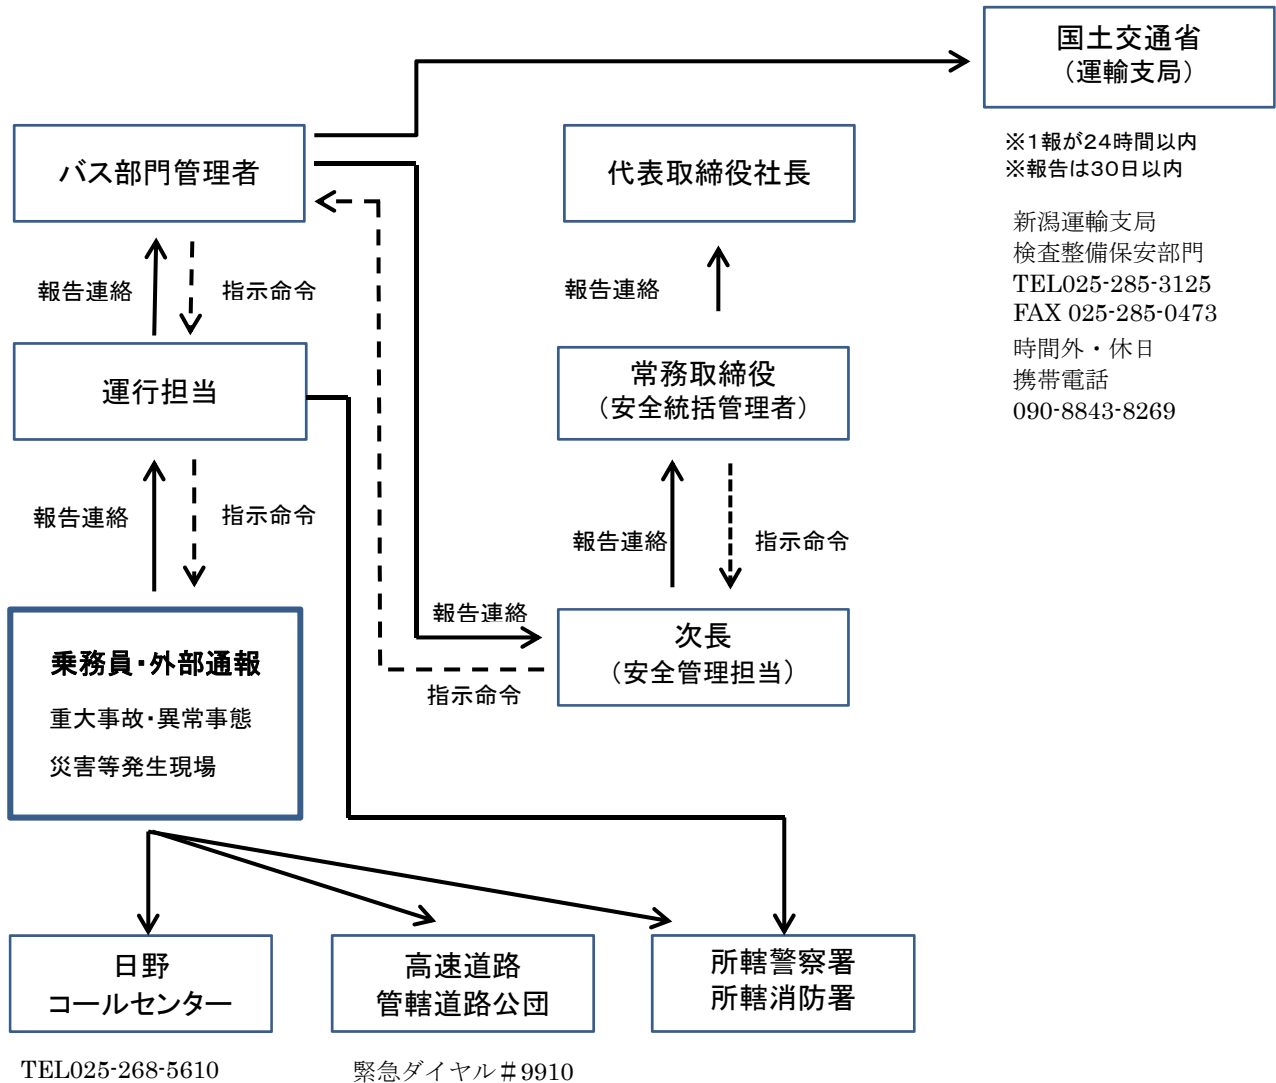 国土交通省
（運輸支局）
※1報が24時間以内
※報告は30日以内
新潟運輸支局
検査整備保安部門
TEL025-285-3125
FAX 025-285-0473
時間外・休日
携帯電話
090-8843-8269
バス部門管理者
代表取締役社長
報告連絡
指示命令
報告連絡
運行担当
常務取締役
（安全統括管理者）
報告連絡
指示命令
報告連絡
指示命令
報告連絡
指示命令
次長
（安全管理担当）
乗務員・外部通報
重大事故・異常事態
災害等発生現場
日野
コールセンター
高速道路
管轄道路公団
所轄警察署
所轄消防署
TEL025-268-5610
緊急ダイヤル＃9910